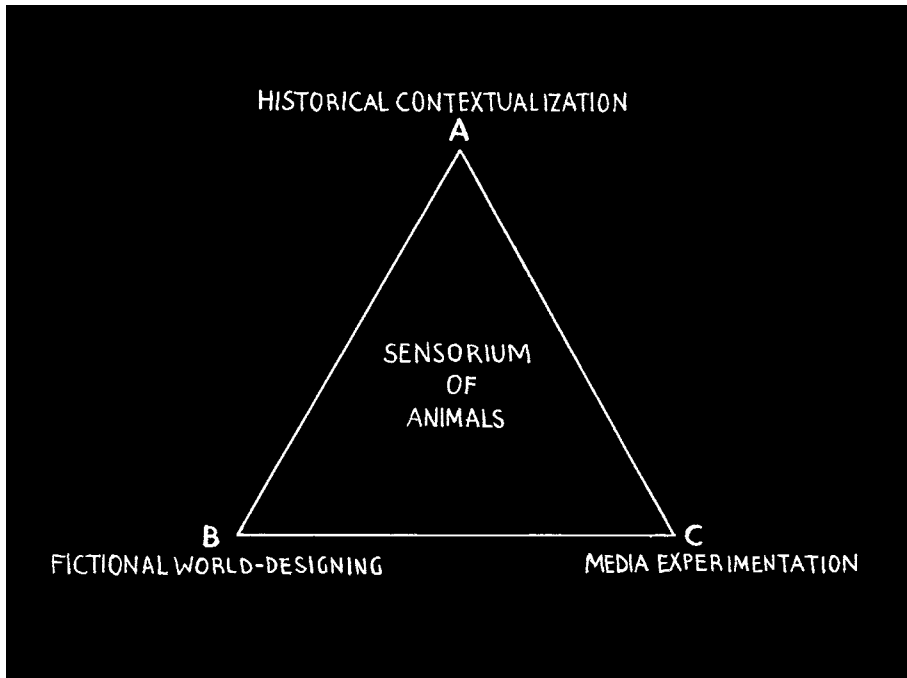 HISTORICAL CONTEXTUALIZATION
A
SENSORIUM
OF
ANIMALS
B
C
FICTIONAL WORLD-DESIGNING
MEDIA EXPERIMENTATION